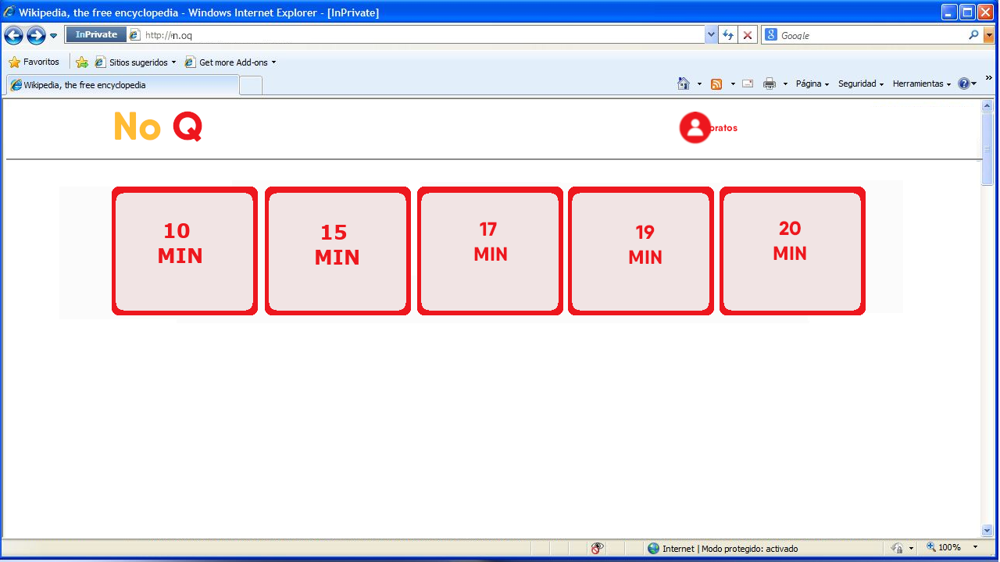 Wikipedia, the free encyclopedia - Windows Internet Explorer - [InPrivate]
InPrivate http://n.oq Google
Favoritos Sitios sugeridos Get more Add-ons
Wikipedia, the free encyclopedia Página Seguridad Herramientas
No Q
pratos
10 MIN
15 MIN
17 MIN
19 MIN
20 MIN
Internet | Modo protegido: activado 100%